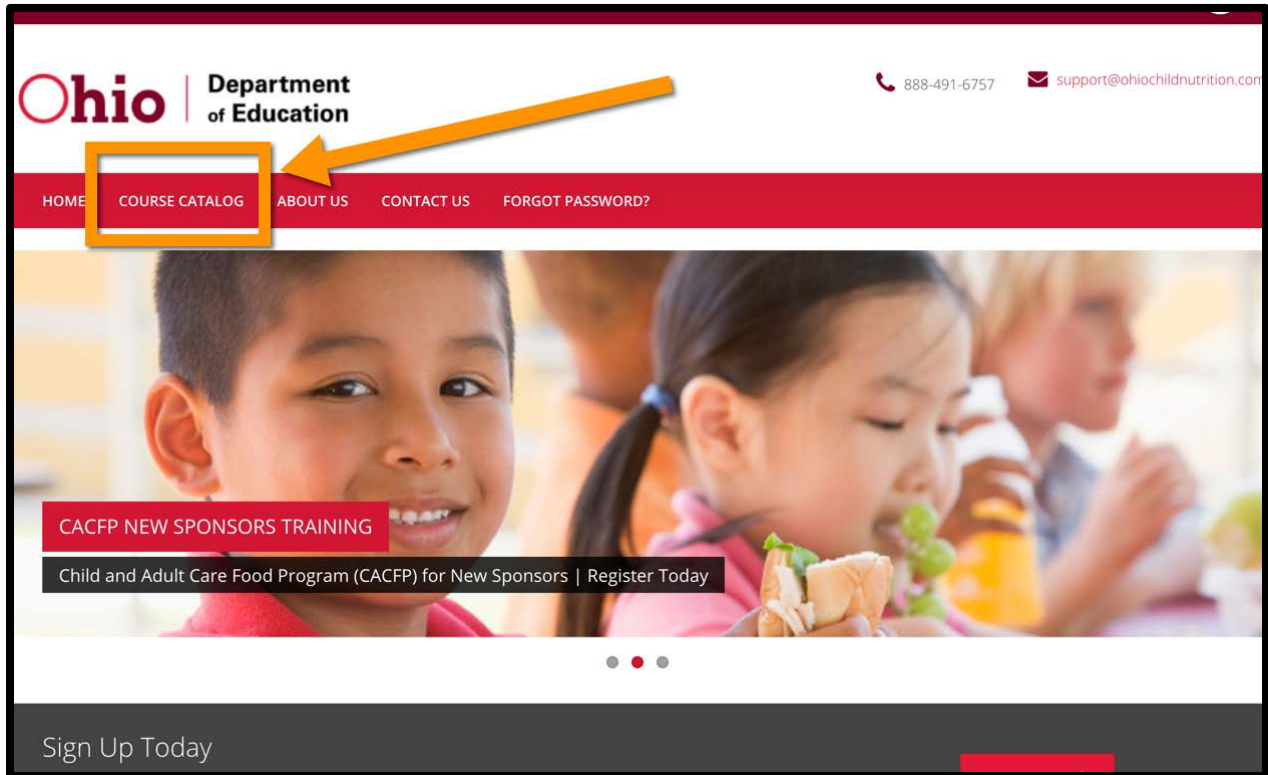 Ohio
Department
of Education
888-491-6757
support@ohiochildnutrition.com
HOME COURSE CATALOG ABOUT US CONTACT US FORGOT PASSWORD?
CACFP NEW SPONSORS TRAINING
Child and Adult Care Food Program (CACFP) for New Sponsors | Register Today
Sign Up Today